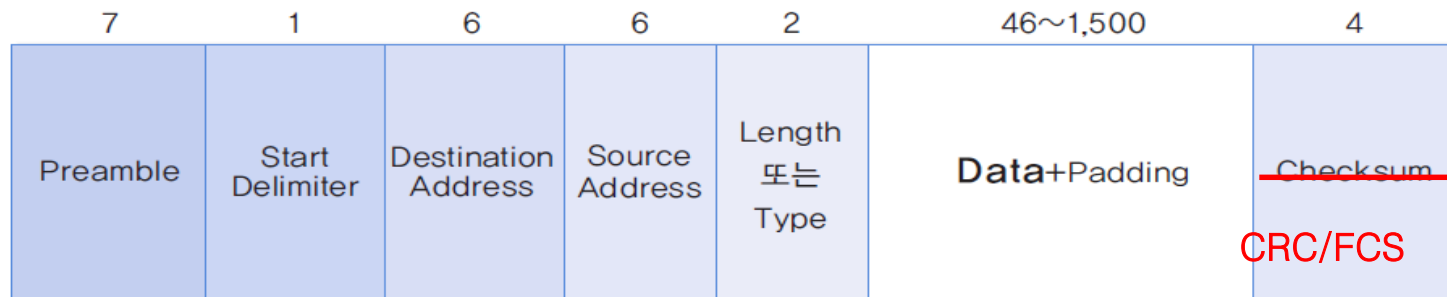 7 1 6 6 2 46~1,500 4
Preamble
Start
Delimiter
Destination
Address
Source
Address
Length
또는
Type
Data+Padding
Checksum
CRC/FCS